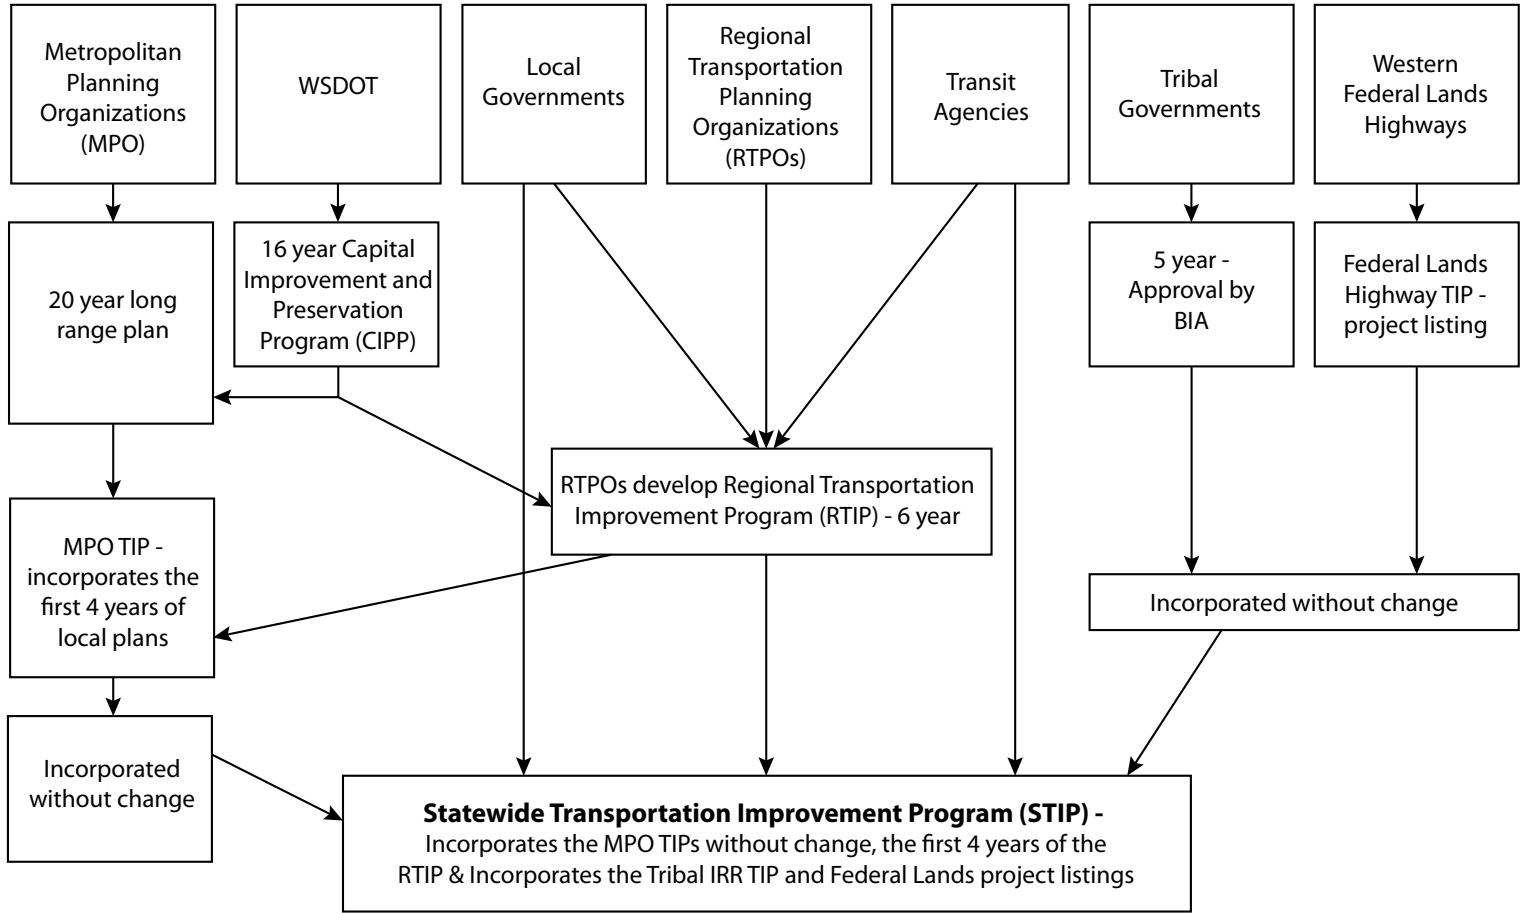 Metropolitan
Planning
Organizations
(MPO)
WSDOT
Local
Governments
Regional
Transportation
Planning
Organizations
(RTPOs)
Transit
Agencies
Tribal
Governments
Western
Federal Lands
Highways
20 year long
range plan
16 year Capital
Improvement and
Preservation
Program (CIPP)
5 year -
Approval by
BIA
Federal Lands
Highway TIP -
project listing
RTPOs develop Regional Transportation
Improvement Program (RTIP) - 6 year
MPO TIP -
incorporates the
first 4 years of
local plans
Incorporated without change
Incorporated
without change
Statewide Transportation Improvement Program (STIP) -
Incorporates the MPO TIPs without change, the first 4 years of the
RTIP & Incorporates the Tribal IRR TIP and Federal Lands project listings